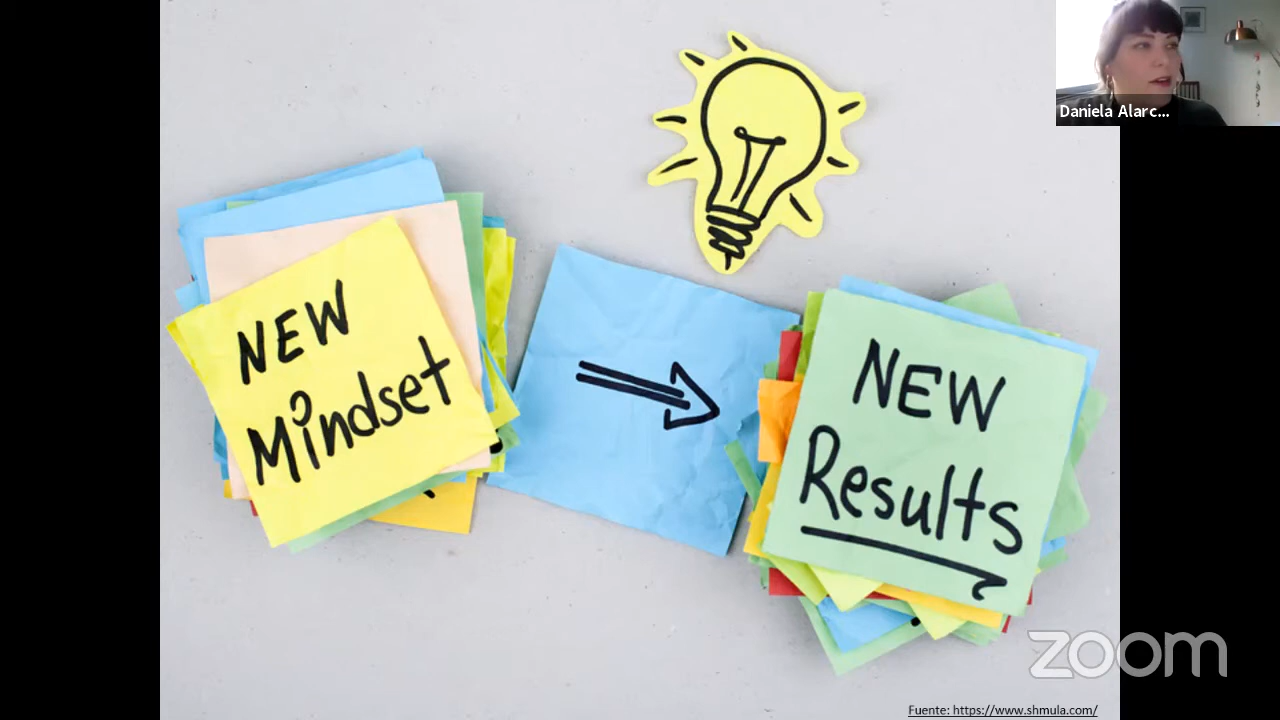 Daniela Alarc...
NEW
Mindset
NEW
Results
zoom
Fuente: https://www.shmula.com/